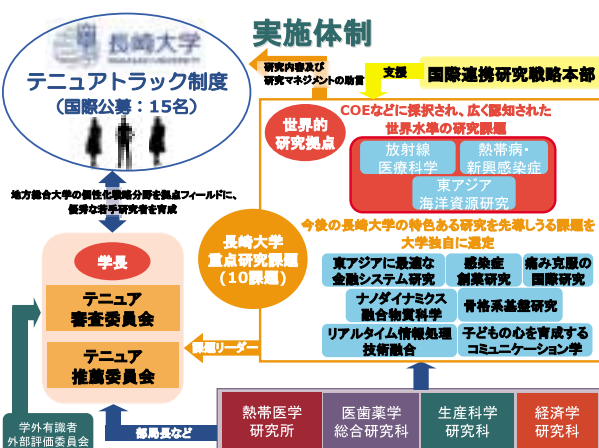 長崎大学
実施体制
テニュアトラック制度
(国際公募：15名)
研究内容及び
研究マネジメントの助言
支援
国際連携研究戦略本部
世界的
研究拠点
COEなどに採択され、広く認知された
世界水準の研究課題
放射線
医療科学
熱帯病・
新興感染症
東アジア
海洋資源研究
地方総合大学の個性化戦略分野を拠点フィールドに、
優秀な若手研究者を育成
長崎大学
重点研究課題
(10課題)
今後の長崎大学の特色ある研究を先導しうる課題を
大学独自に選定
東アジアに最適な
金融システム研究
感染症
創薬研究
痛み克服の
国際研究
ナノダイナミクス
融合物質科学
骨格系基盤研究
リアルタイム情報処理
技術融合
子どもの心を育成する
コミュニケーション学
学長
テニュア
審査委員会
テニュア
推薦委員会
課題リーダー
学外有識者
外部評価委員会
部局長など
熱帯医学
研究所
医歯薬学
総合研究科
生産科学
研究科
経済学
研究科